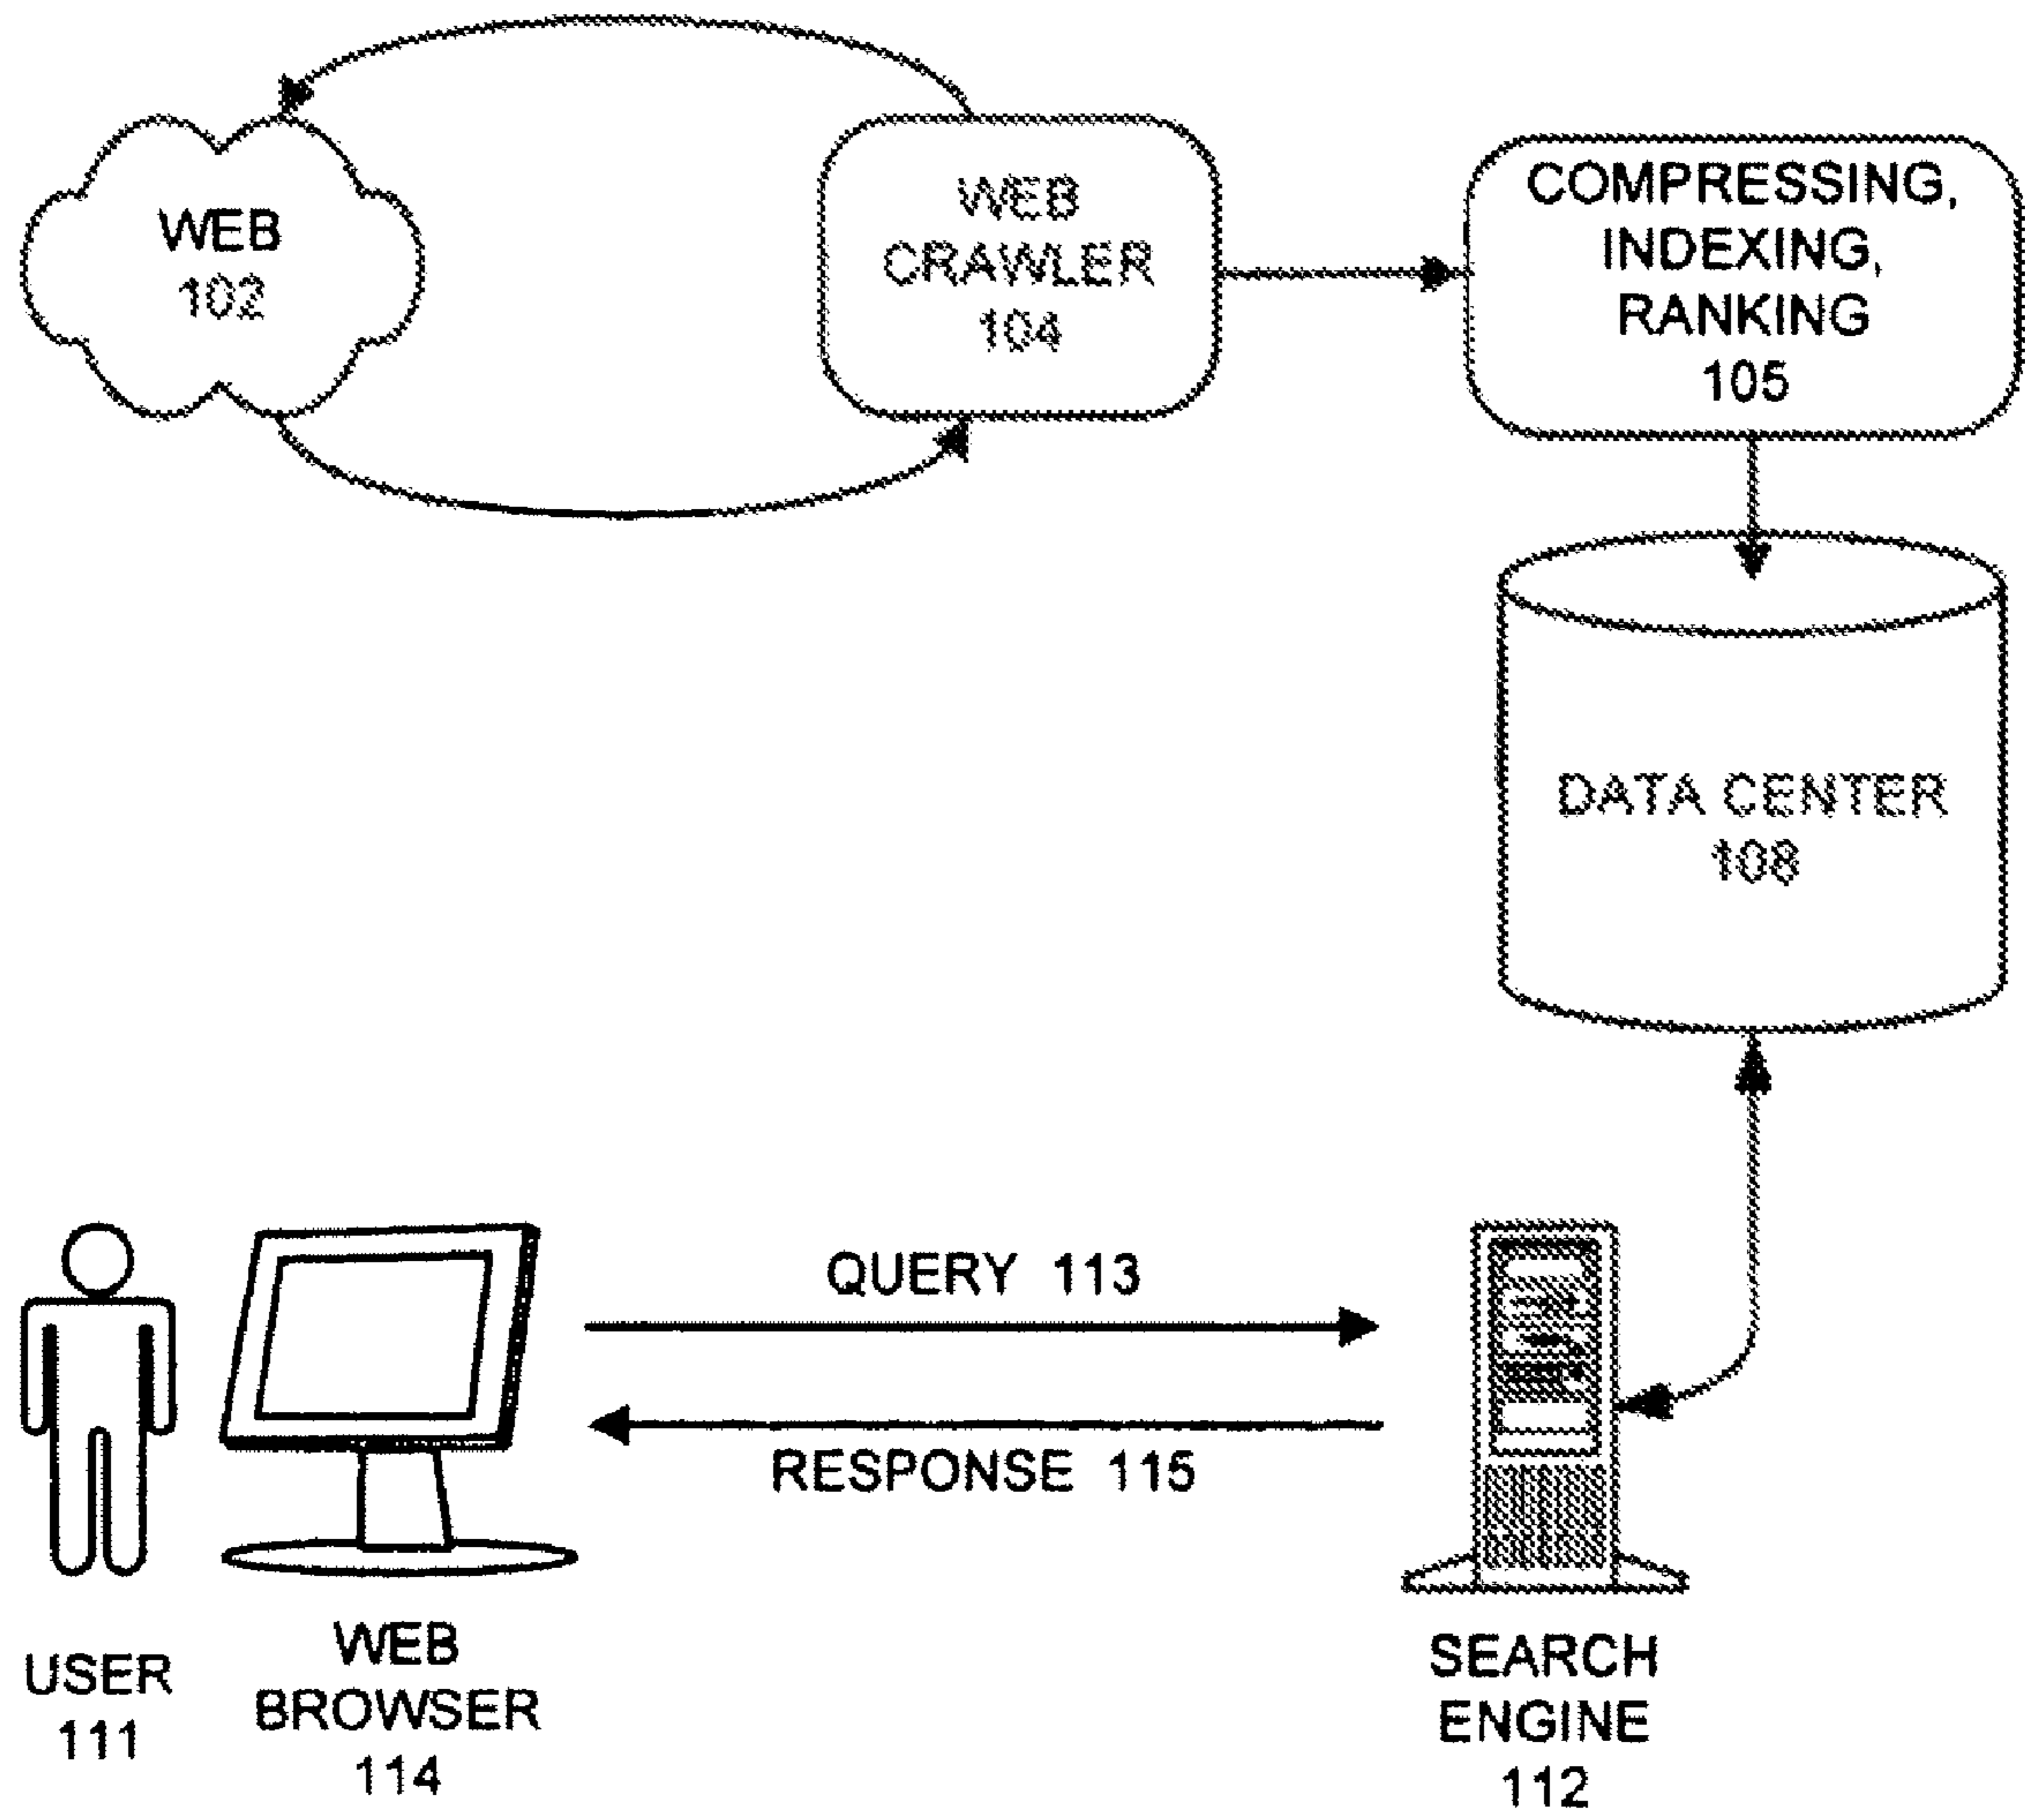 WEB
102
WEB
CRAWLER
104
COMPRESSING,
INDEXING,
RANKING
105
DATA CENTER
108
QUERY 113
RESPONSE 115
USER
111
WEB
BROWSER
114
SEARCH
ENGINE
112